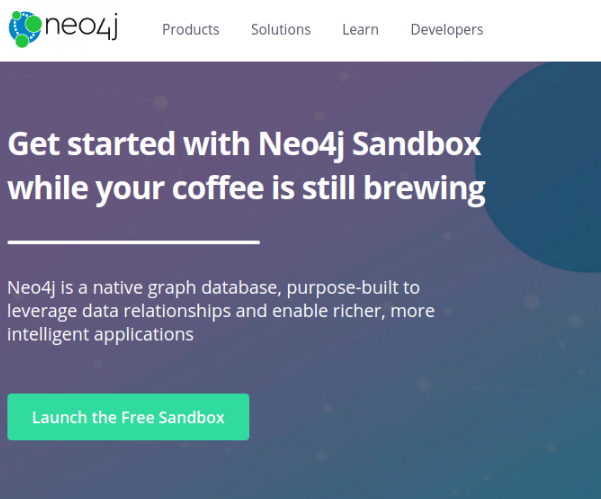 neo4j
Products Solutions Learn Developers
Get started with Neo4j Sandbox
while your coffee is still brewing
Neo4j is a native graph database, purpose-built to
leverage data relationships and enable richer, more
intelligent applications
Launch the Free Sandbox